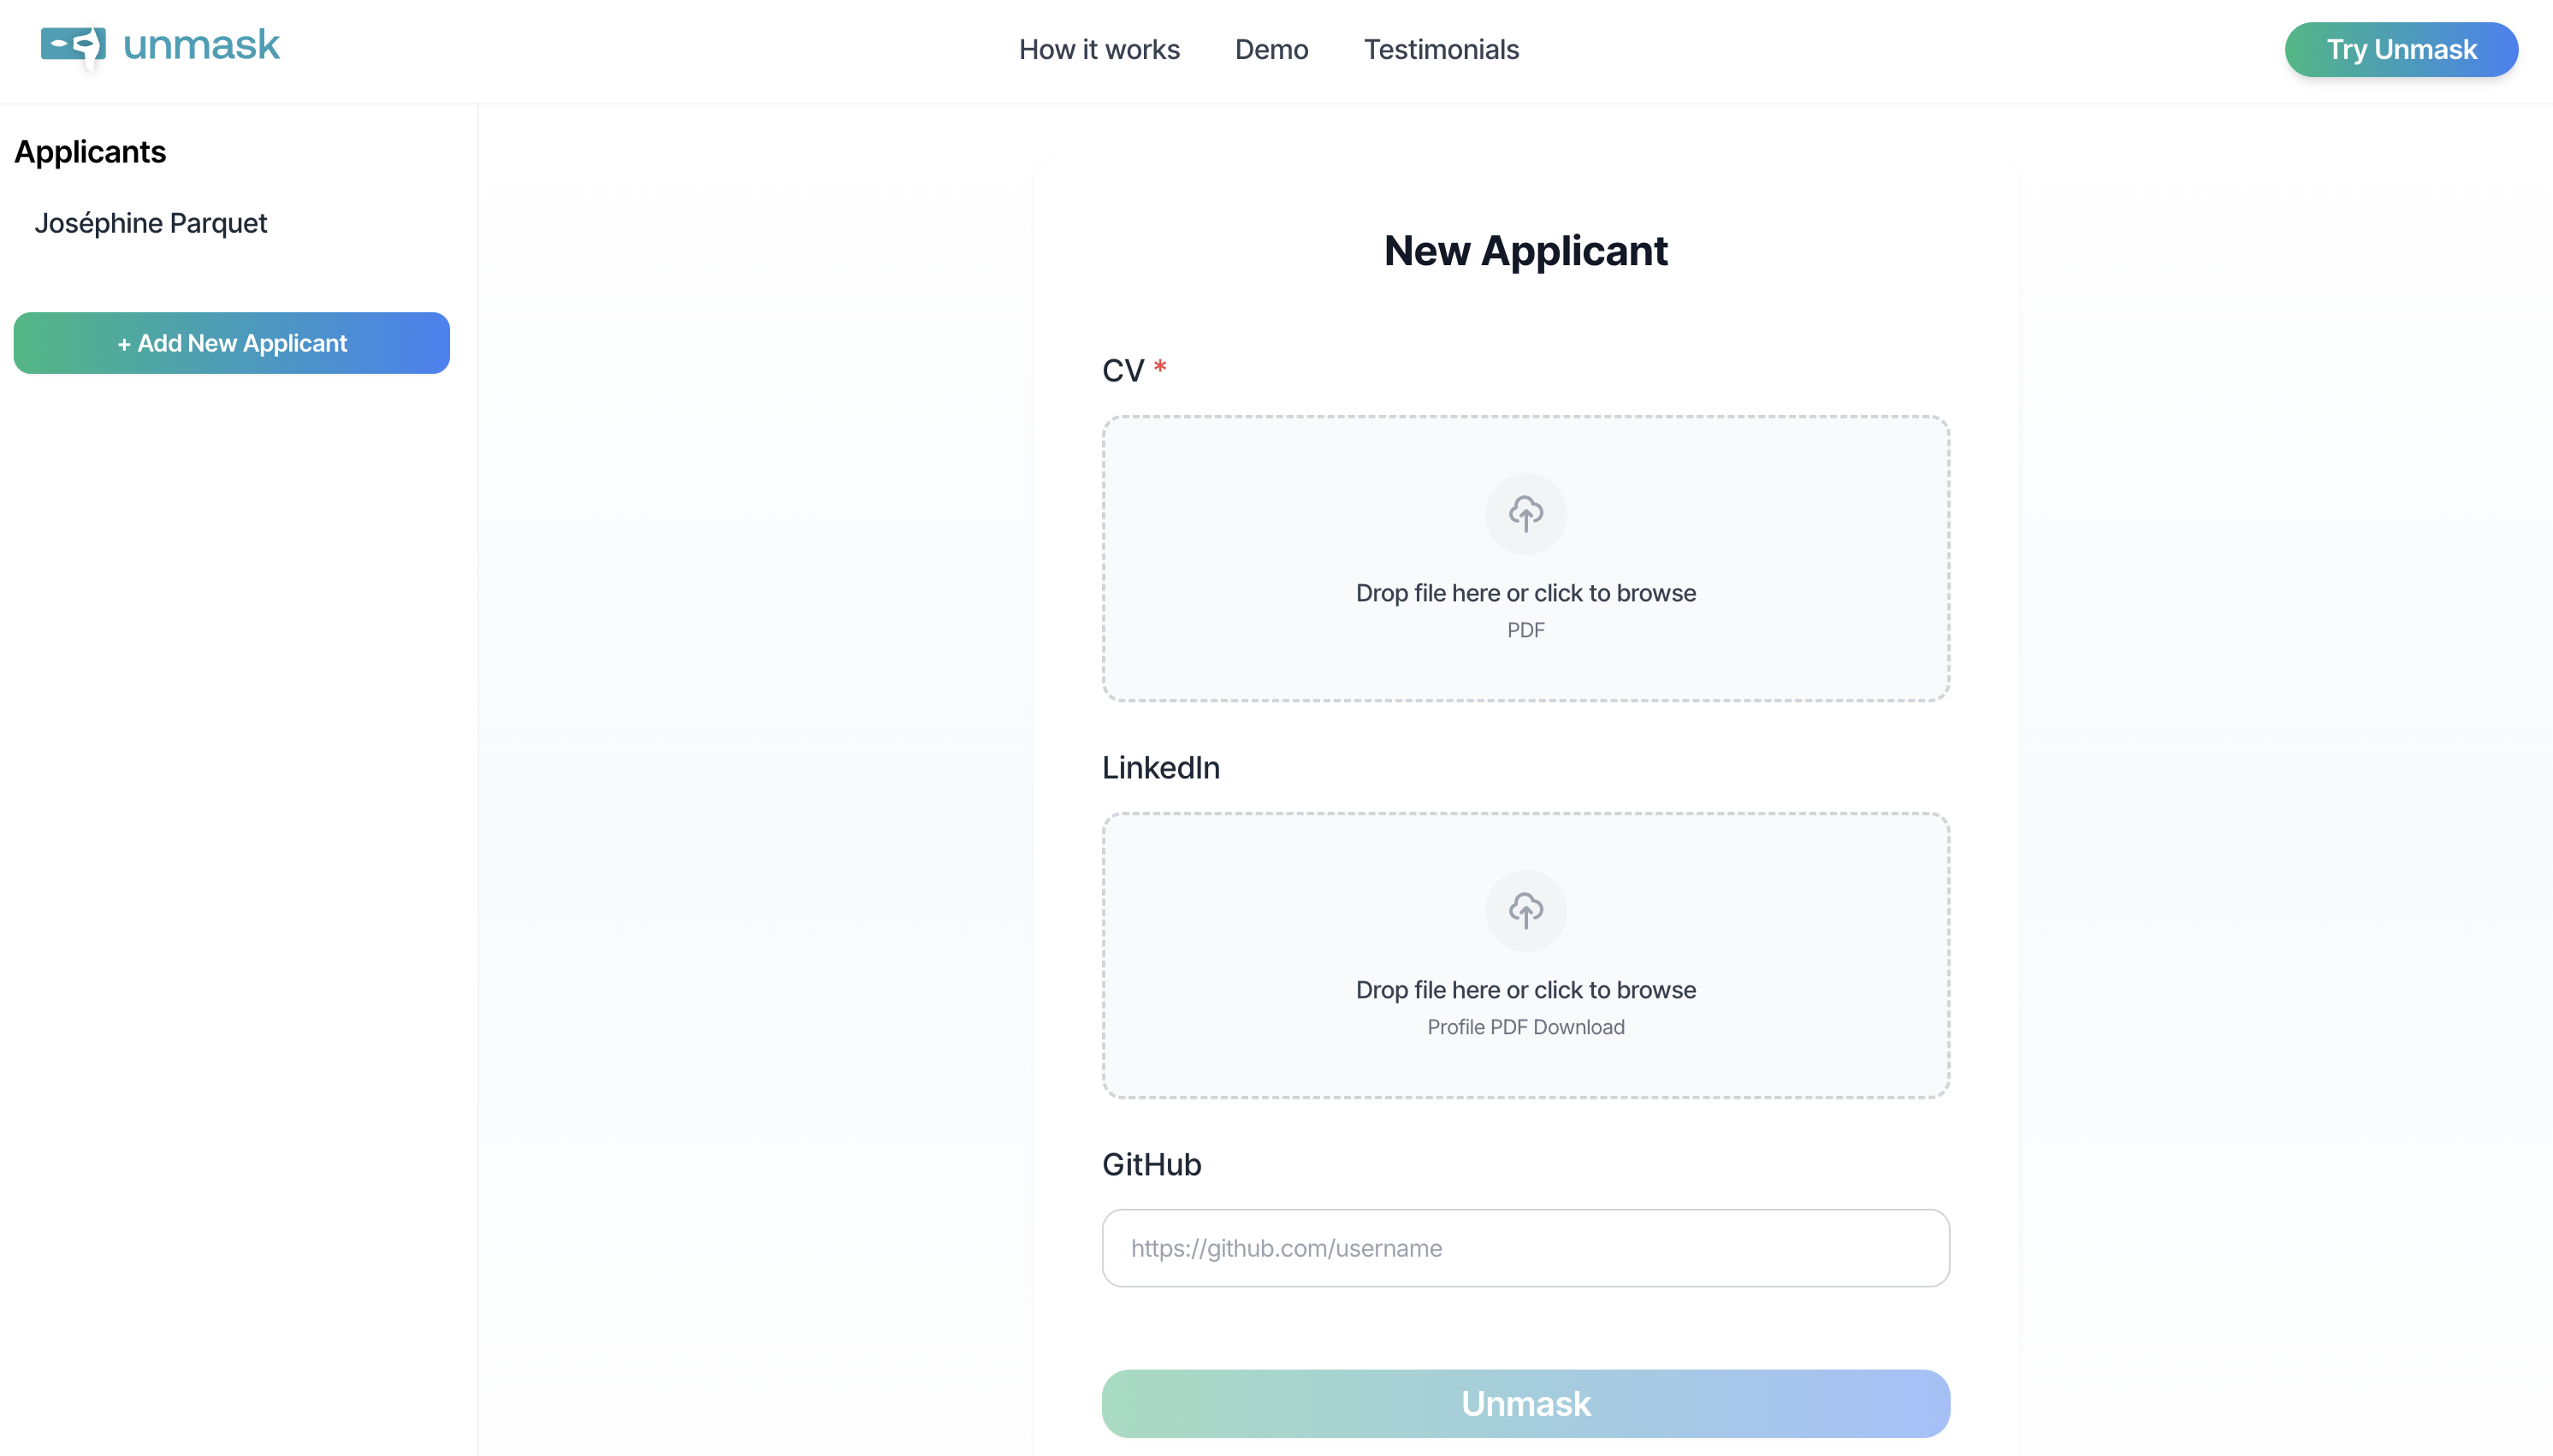 unmask
How it works
Demo
Testimonials
Try Unmask
Applicants
Joséphine Parquet
+ Add New Applicant
New Applicant
CV *
Drop file here or click to browse
PDF
LinkedIn
Drop file here or click to browse
Profile PDF Download
GitHub
https://github.com/username
Unmask